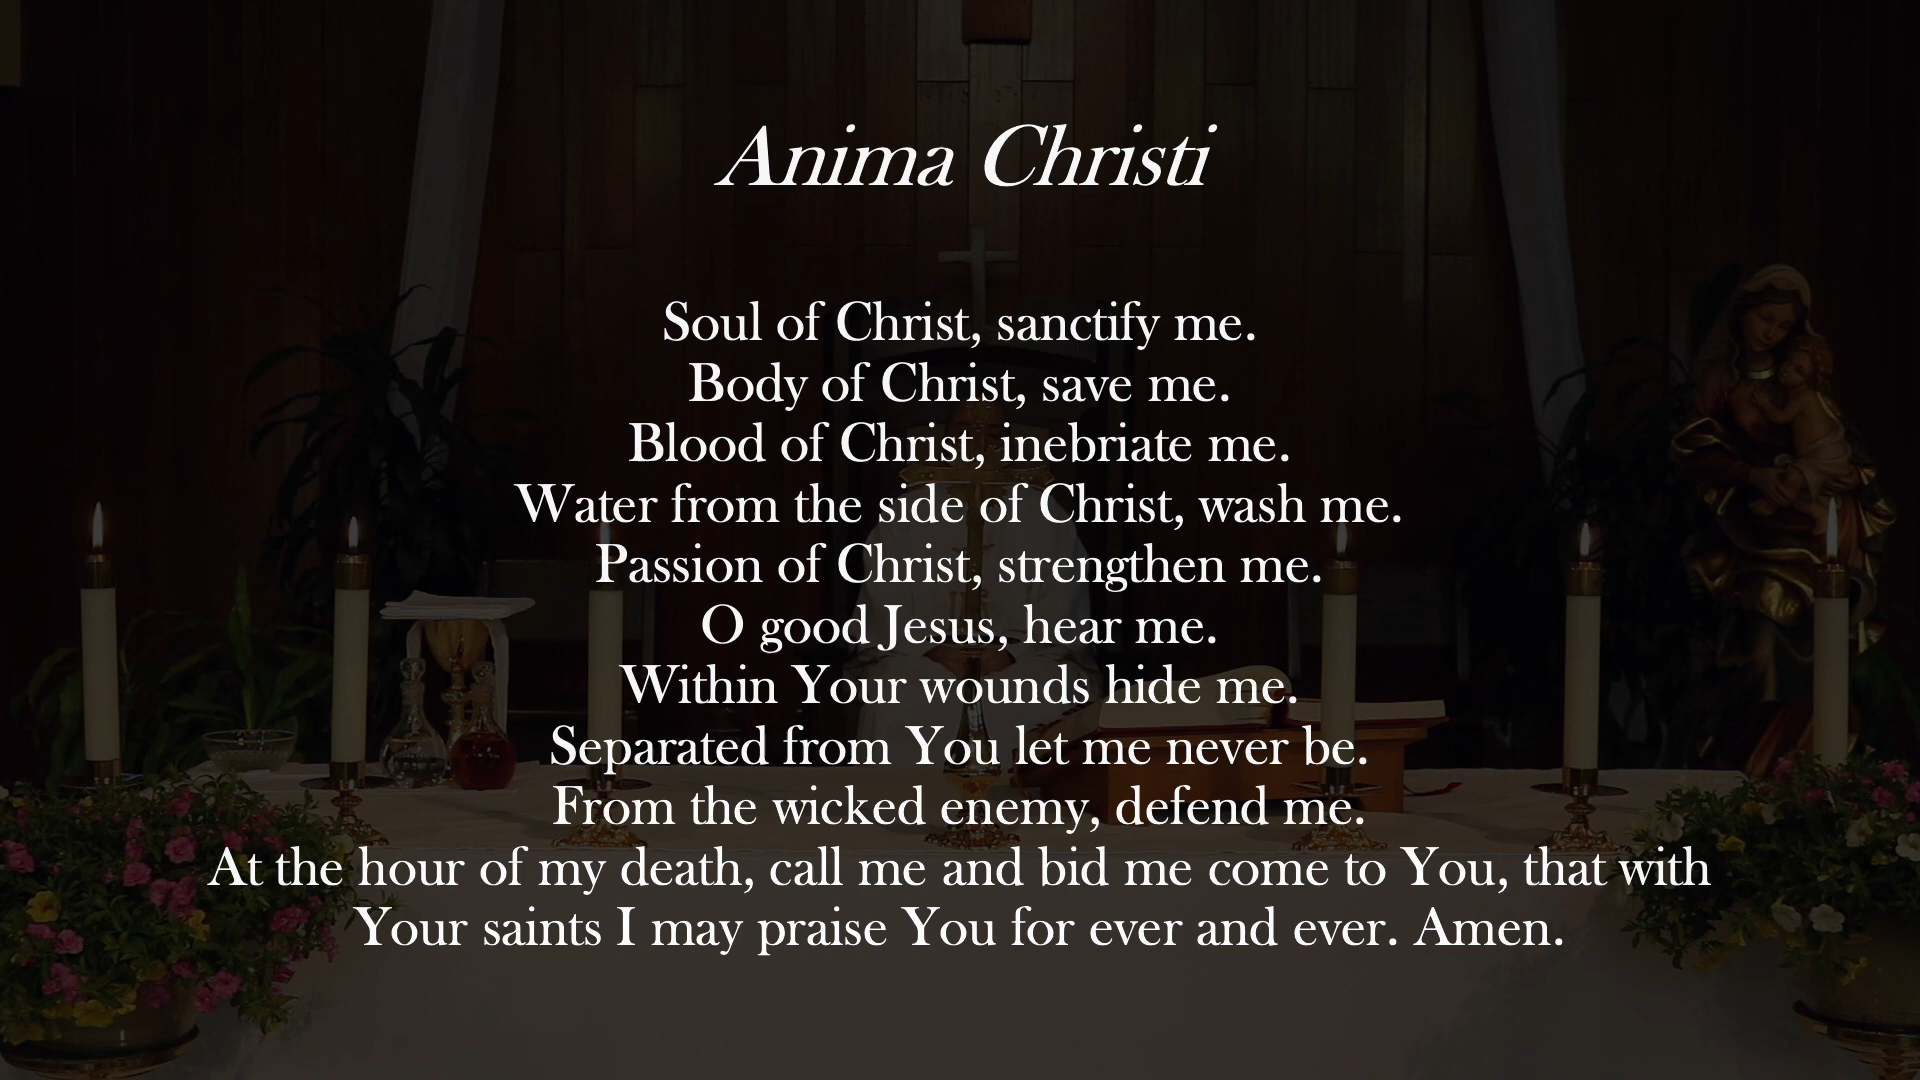 Anima Christi
Soul of Christ, sanctify me.
Body of Christ, save me.
Blood of Christ, inebriate me.
Water from the side of Christ, wash me.
Passion of Christ, strengthen me.
O good Jesus, hear me.
Within Your wounds hide me.
Separated from You let me never be.
From the wicked enemy, defend me.
At the hour of my death, call me and bid me come to You, that with
Your saints I may praise You for ever and ever. Amen.